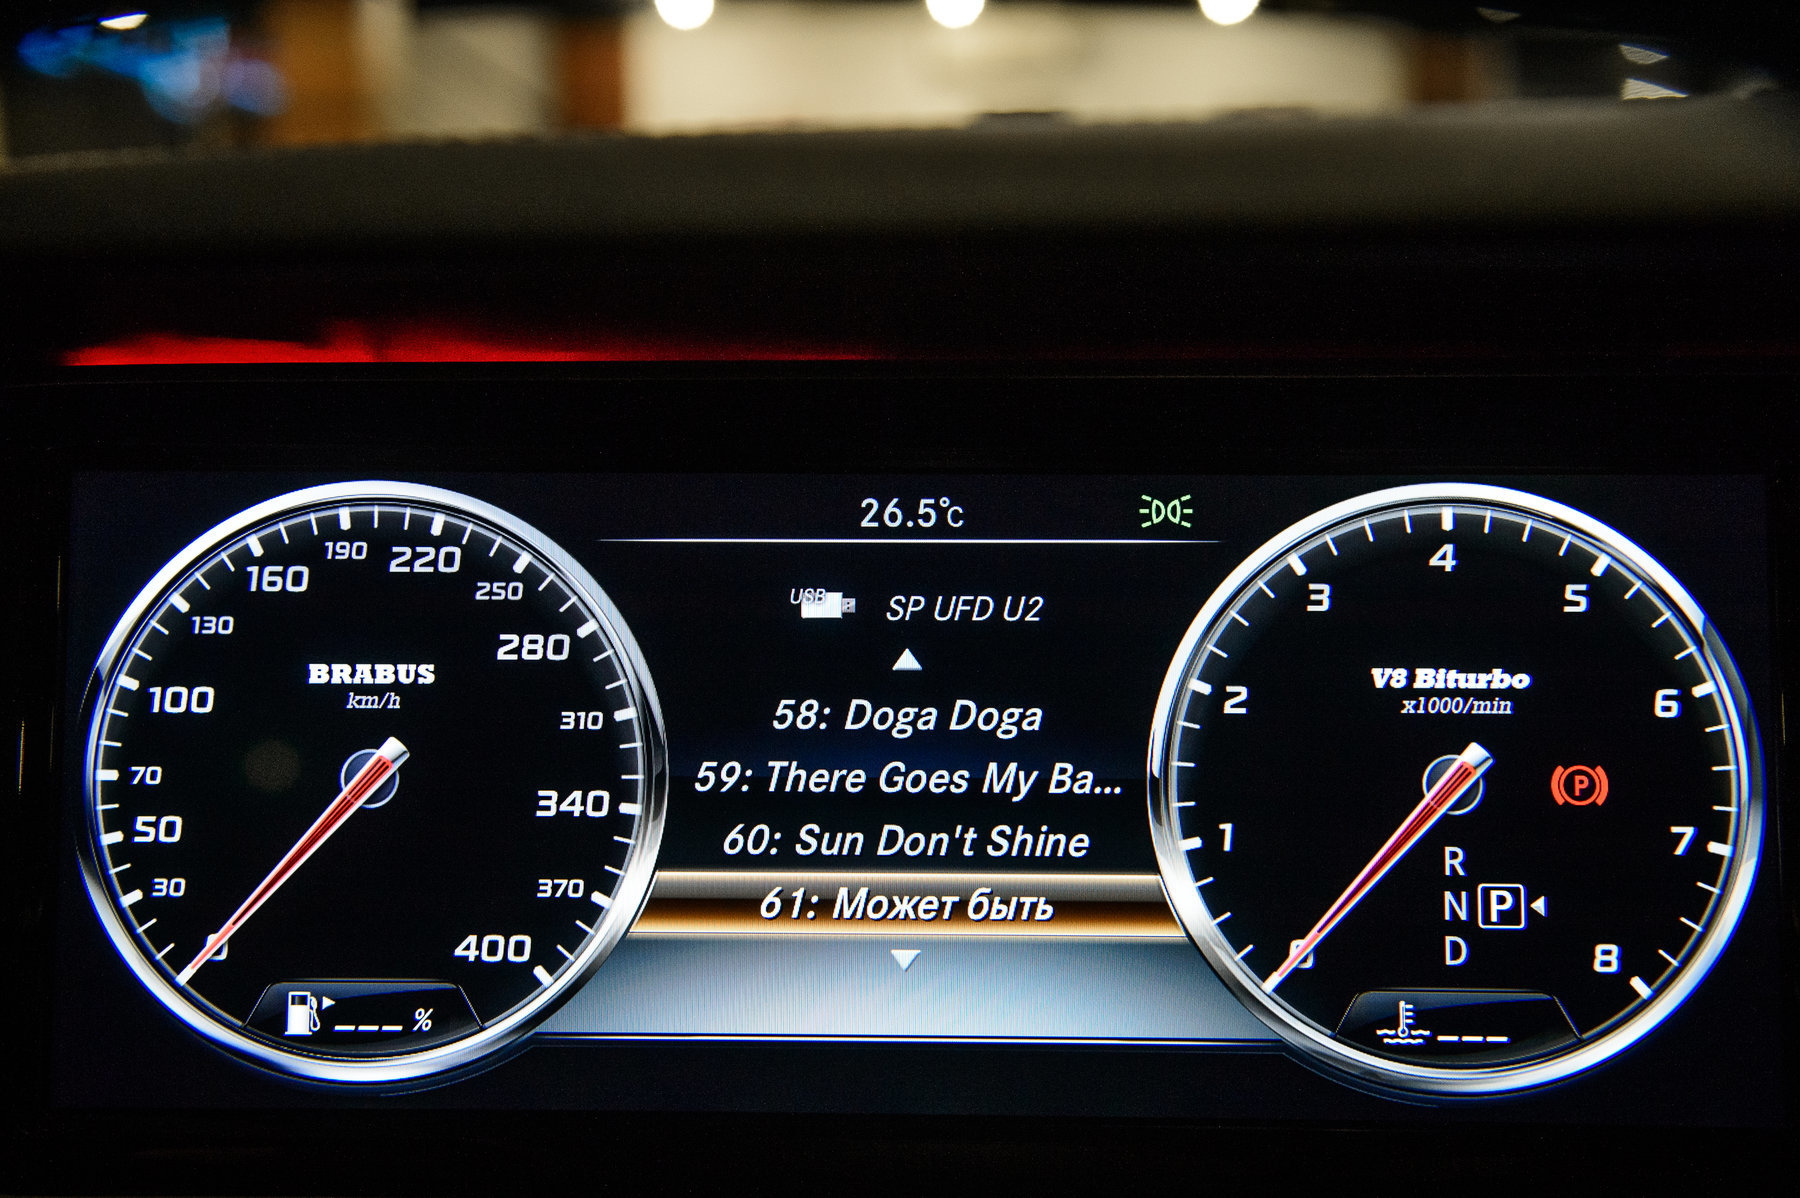 26.5°C
USB SP UFD U2
58: Doga Doga
59: There Goes My Ba...
60: Sun Don't Shine
61: Может быть
BRABUS
km/h
0
30
50
70
100
130
160
190
220
250
280
310
340
370
400
--- %
V8 Biturbo
x1000/min
0
1
2
3
4
5
6
7
8
(P)
R
N P
D
---